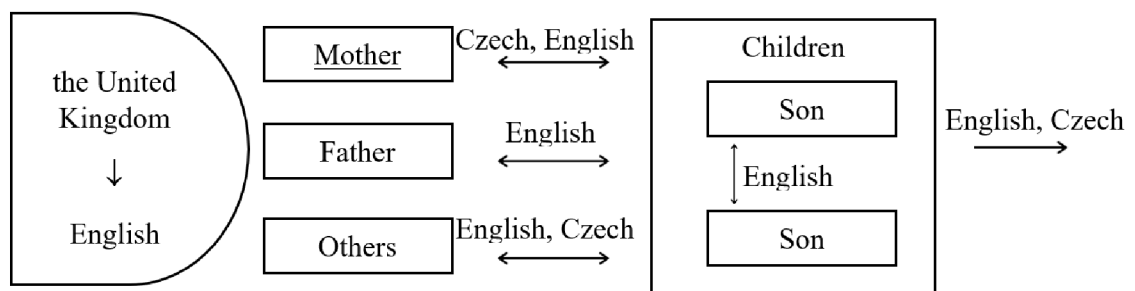 the United
Kingdom
↓
English
Mother
Czech, English
Father
English
Others
English, Czech
Children
Son
English
Son
English, Czech